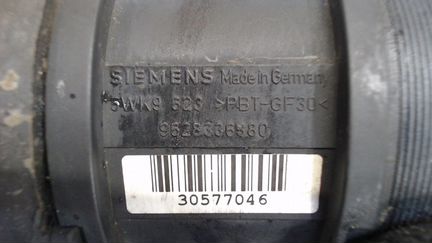 SIEMENS Made in Germany
5WK9 623 >PBT-GF30<
9628336380
30577046